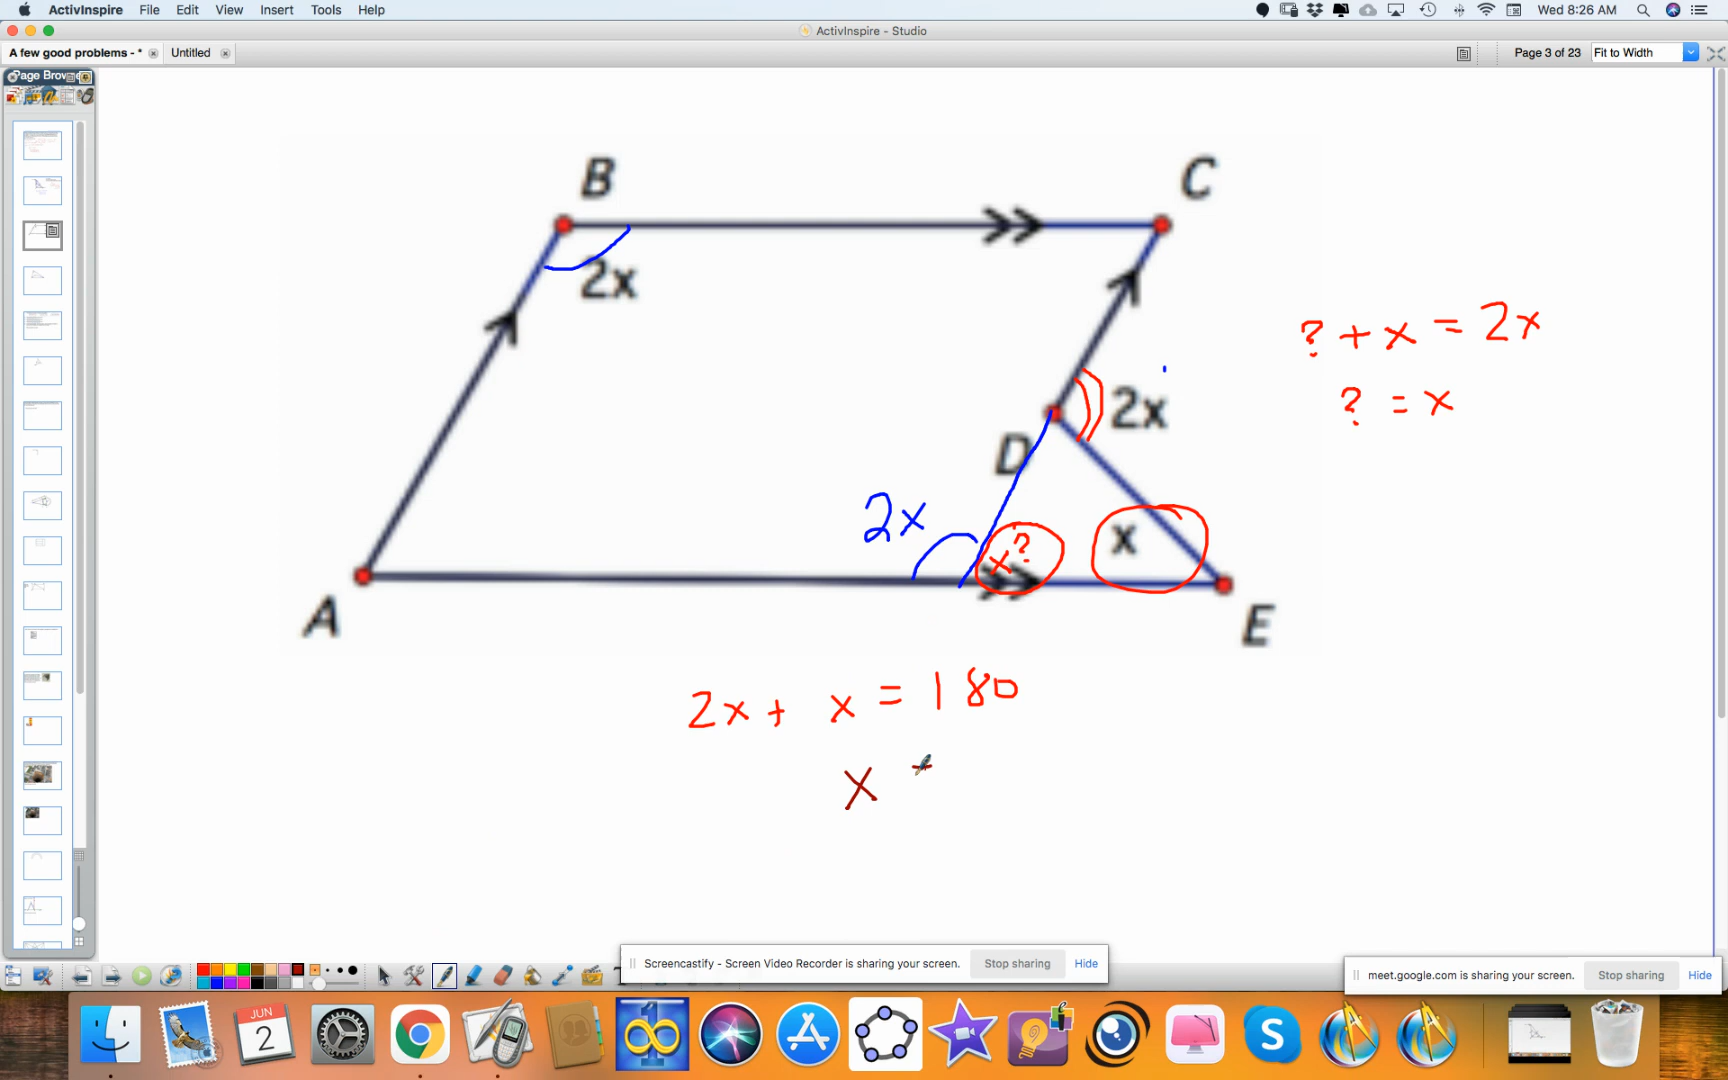 ActivInspire File Edit View Insert Tools Help
Wed 8:26 AM
ActivInspire - Studio
A few good problems - * Untitled
Page 3 of 23 Fit to Width
Page Brow
B
C
2x
? + x = 2x
2x
? = x
D
2x
x ?
x
A
E
2x + x = 180
x
Screencastify - Screen Video Recorder is sharing your screen. Stop sharing Hide
meet.google.com is sharing your screen. Stop sharing Hide
JUN
2